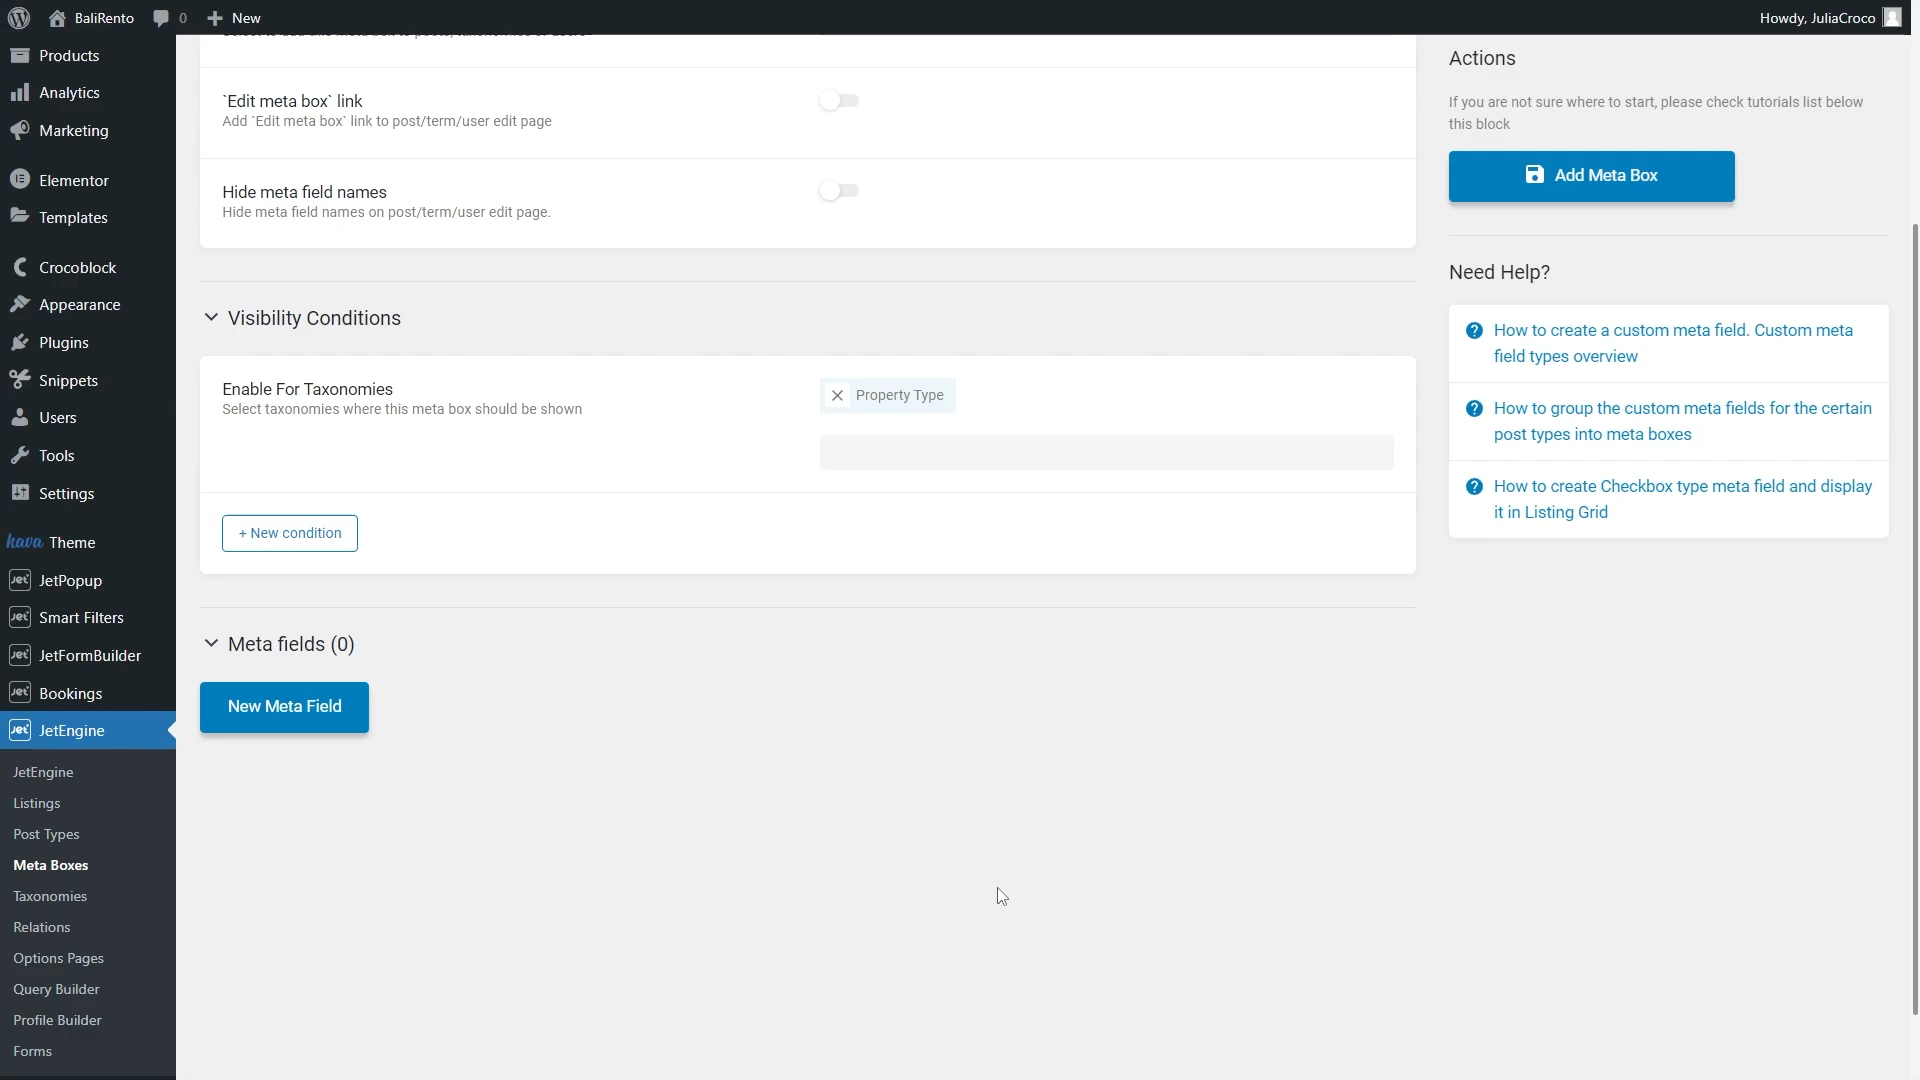 BaliRento
0
New
Howdy, JuliaCroco
Products
Analytics
Marketing
Elementor
Templates
Crocoblock
Appearance
Plugins
Snippets
Users
Tools
Settings
kava Theme
JetPopup
Smart Filters
JetFormBuilder
Bookings
JetEngine
JetEngine
Listings
Post Types
Meta Boxes
Taxonomies
Relations
Options Pages
Query Builder
Profile Builder
Forms
`Edit meta box` link
Add `Edit meta box` link to post/term/user edit page
Hide meta field names
Hide meta field names on post/term/user edit page.
Visibility Conditions
Enable For Taxonomies
Select taxonomies where this meta box should be shown
Property Type
+ New condition
Meta fields (0)
New Meta Field
Actions
If you are not sure where to start, please check tutorials list below
this block
Add Meta Box
Need Help?
How to create a custom meta field. Custom meta
field types overview
How to group the custom meta fields for the certain
post types into meta boxes
How to create Checkbox type meta field and display
it in Listing Grid